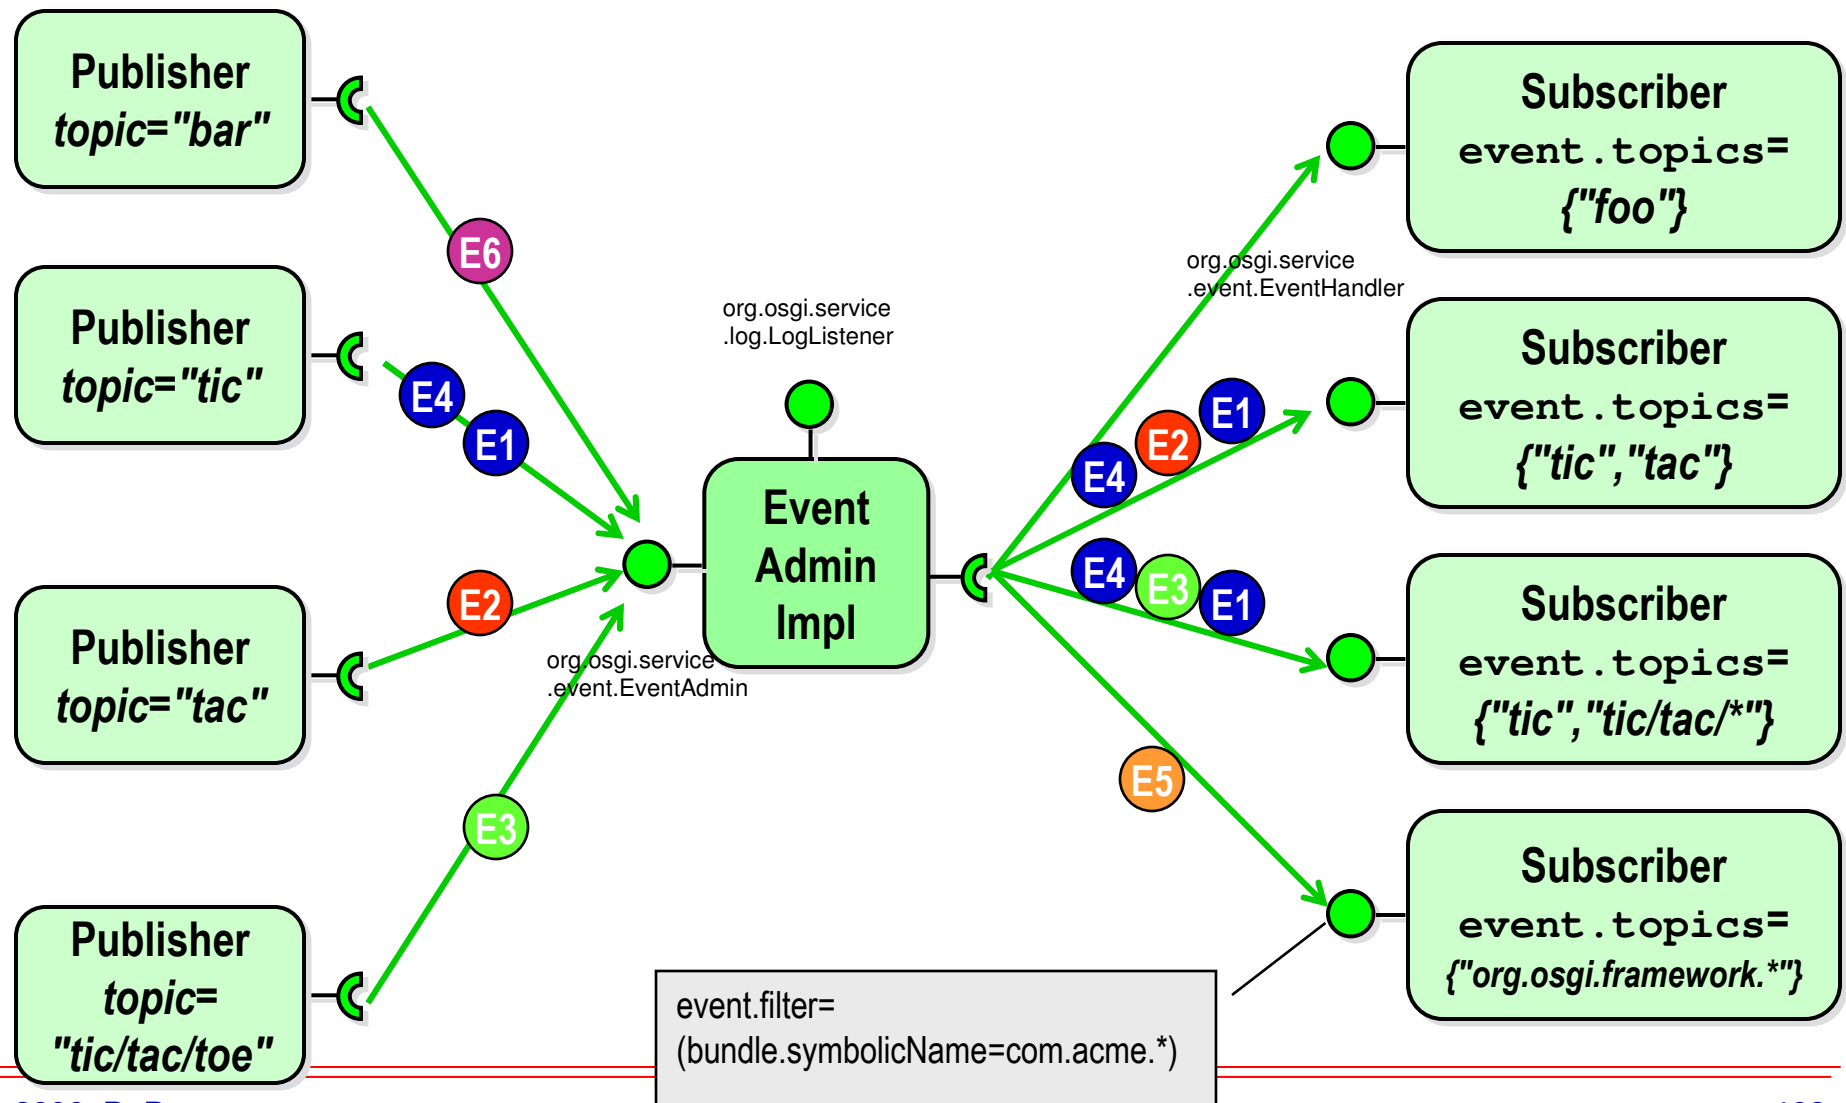 Publisher
topic="bar"
Publisher
topic="tic"
Publisher
topic="tac"
Publisher
topic=
"tic/tac/toe"
E6
E4
E1
E2
E3
org.osgi.service
.log.LogListener
Event
Admin
Impl
org.osgi.service
.event.EventAdmin
org.osgi.service
.event.EventHandler
E4
E2
E1
E4
E3
E1
E5
Subscriber
event.topics=
{"foo"}
Subscriber
event.topics=
{"tic","tac"}
Subscriber
event.topics=
{"tic","tic/tac/*"}
Subscriber
event.topics=
{"org.osgi.framework.*"}
event.filter=
(bundle.symbolicName=com.acme.*)